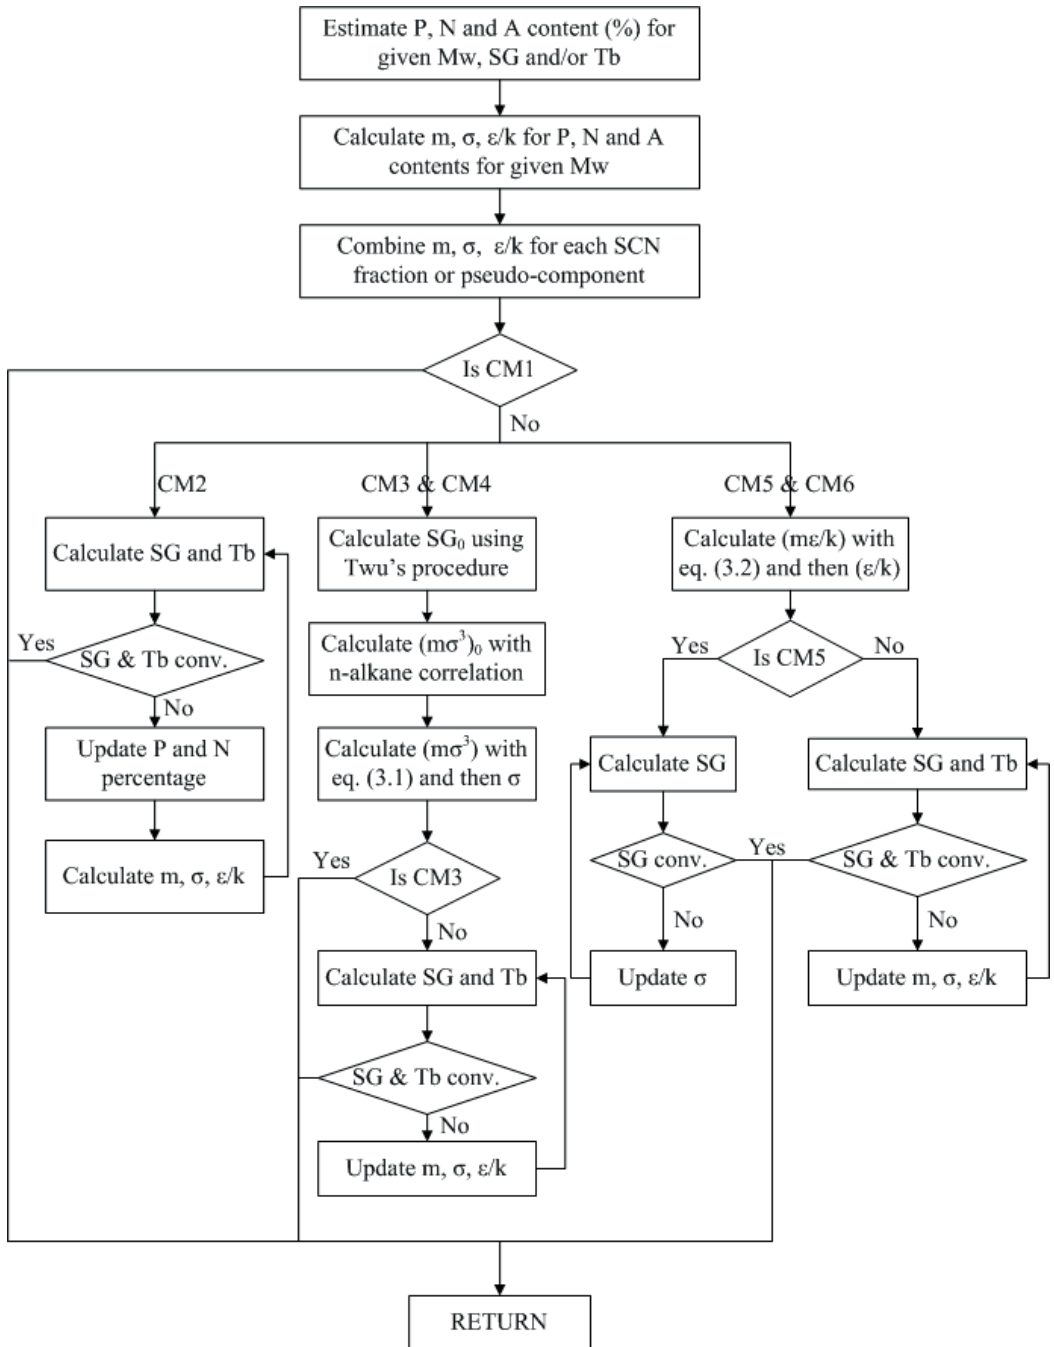 Estimate P, N and A content (%) for
given Mw, SG and/or Tb
Calculate m, σ, ε/k for P, N and A
contents for given Mw
Combine m, σ, ε/k for each SCN
fraction or pseudo-component
Is CM1
No
CM2
CM3 & CM4
CM5 & CM6
Calculate SG and Tb
Yes
SG & Tb conv.
No
Update P and N
percentage
Calculate m, σ, ε/k
Calculate SG₀ using
Twu's procedure
Calculate (mσ³)₀ with
n-alkane correlation
Calculate (mσ³) with
eq. (3.1) and then σ
Yes
Is CM3
No
Calculate SG and Tb
SG & Tb conv.
No
Update m, σ, ε/k
Calculate (mε/k) with
eq. (3.2) and then (ε/k)
Yes
Is CM5
No
Calculate SG
SG conv.
Yes
No
Update σ
Calculate SG and Tb
SG & Tb conv.
No
Update m, σ, ε/k
RETURN